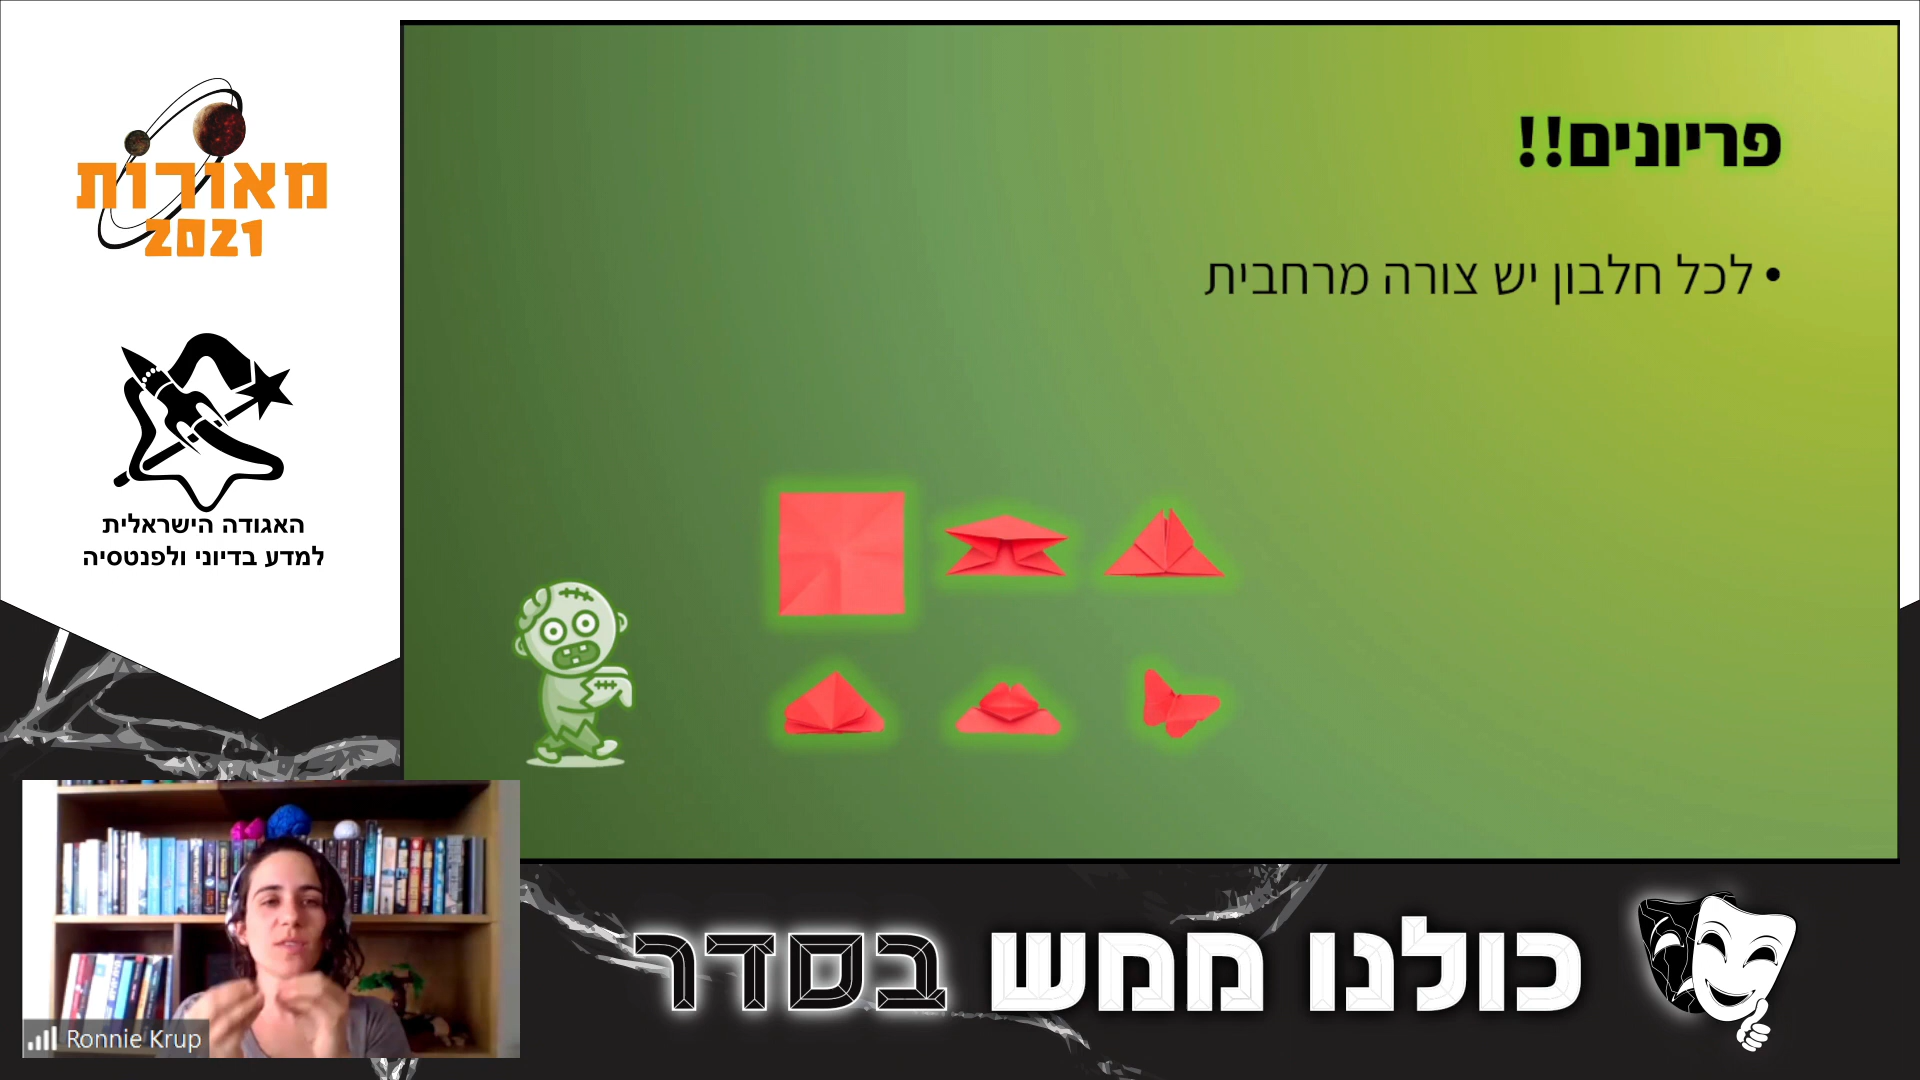 מאורות
2021
האגודה הישראלית
למדע בדיוני ולפנטסיה
פריונים!!
• לכל חלבון יש צורה מרחבית
Ronnie Krup
כולנו ממש בסדר